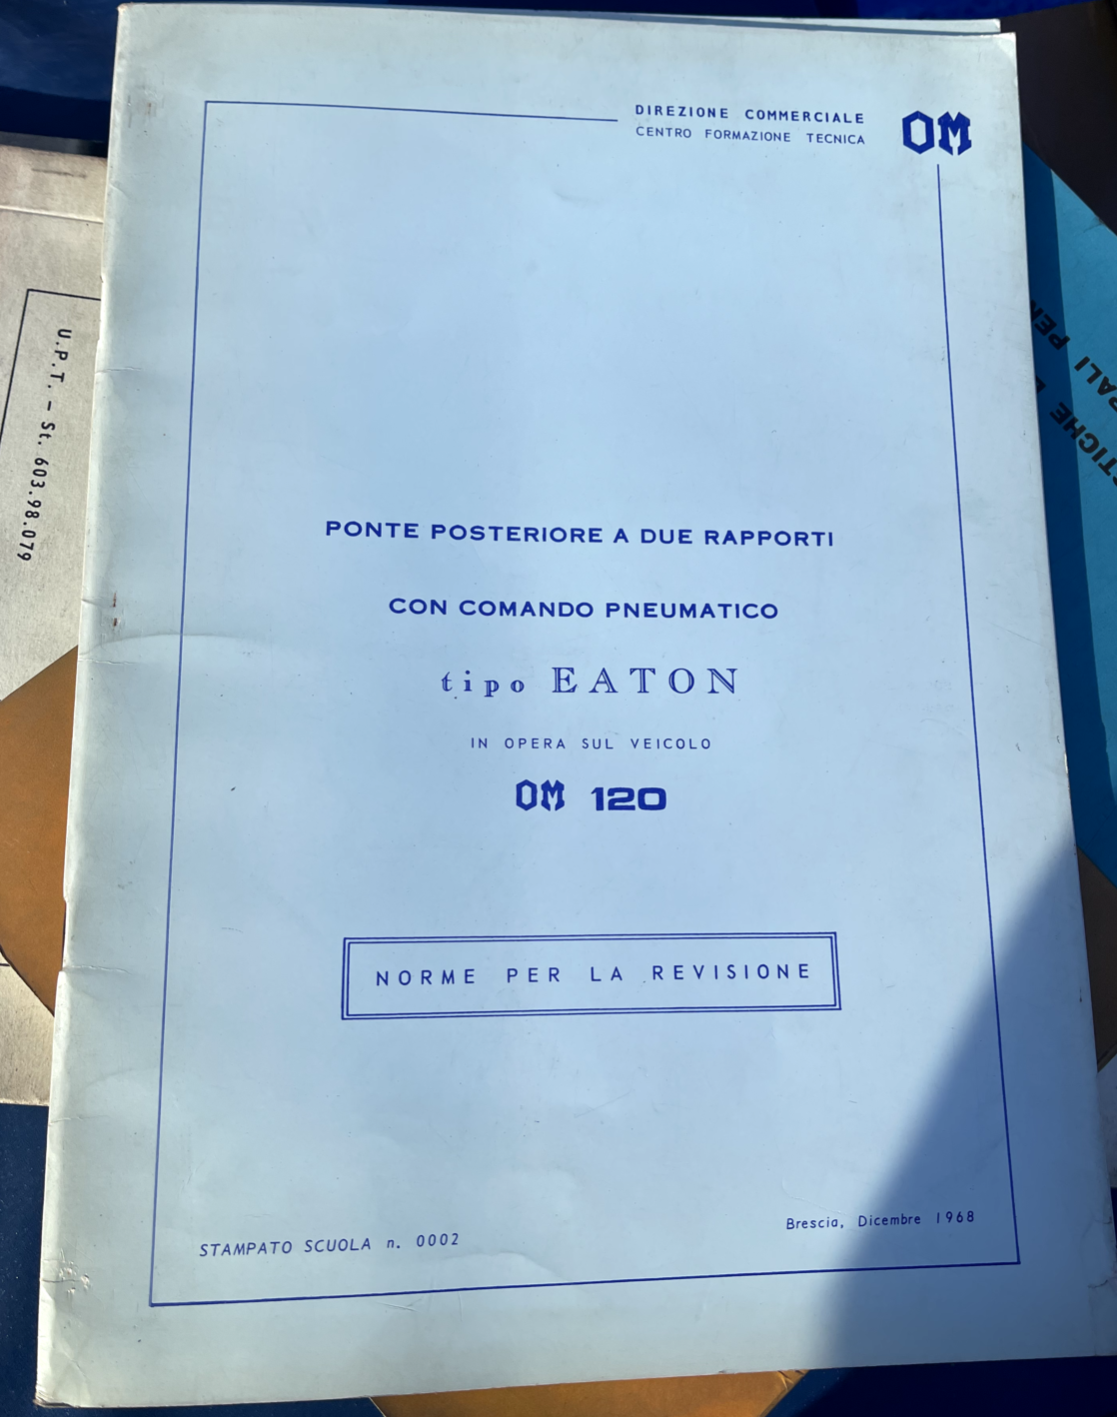 DIREZIONE COMMERCIALE
CENTRO FORMAZIONE TECNICA
OM
PONTE POSTERIORE A DUE RAPPORTI
CON COMANDO PNEUMATICO
tipo EATON
IN OPERA SUL VEICOLO
OM 120
NORME PER LA REVISIONE
STAMPATO SCUOLA n. 0002
Brescia, Dicembre 1968
U.P.T. - St. 603.98.079